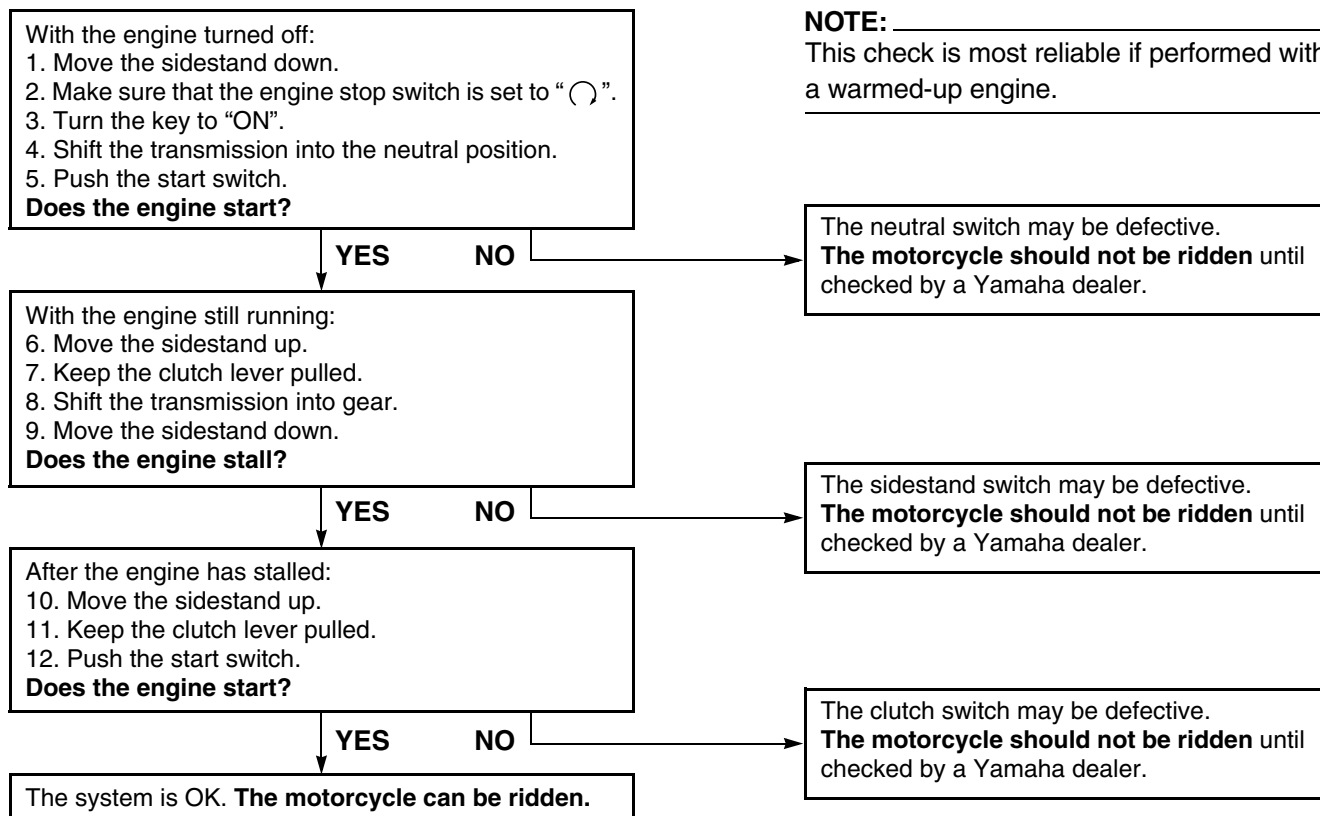 With the engine turned off:
1. Move the sidestand down.
2. Make sure that the engine stop switch is set to “ ”.
3. Turn the key to “ON”.
4. Shift the transmission into the neutral position.
5. Push the start switch.
Does the engine start?
NOTE:
This check is most reliable if performed with
a warmed-up engine.
YES NO
The neutral switch may be defective.
The motorcycle should not be ridden until
checked by a Yamaha dealer.
With the engine still running:
6. Move the sidestand up.
7. Keep the clutch lever pulled.
8. Shift the transmission into gear.
9. Move the sidestand down.
Does the engine stall?
YES NO
The sidestand switch may be defective.
The motorcycle should not be ridden until
checked by a Yamaha dealer.
After the engine has stalled:
10. Move the sidestand up.
11. Keep the clutch lever pulled.
12. Push the start switch.
Does the engine start?
YES NO
The clutch switch may be defective.
The motorcycle should not be ridden until
checked by a Yamaha dealer.
The system is OK. The motorcycle can be ridden.